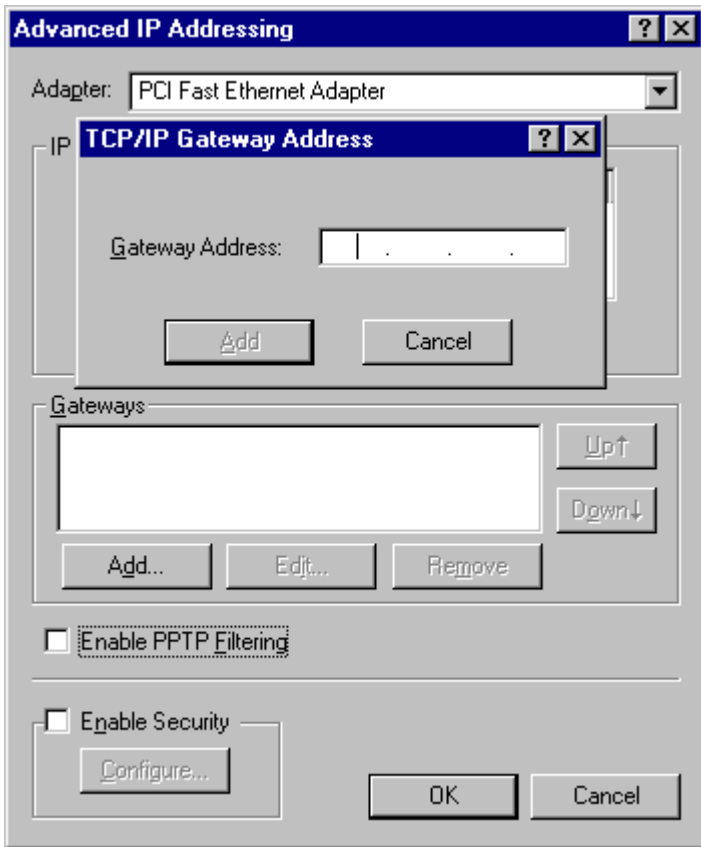 Advanced IP Addressing
Adapter: PCI Fast Ethernet Adapter
IP
TCP/IP Gateway Address
Gateway Address: . . .
Add Cancel
Gateways
Up↑
Down↓
Add... Edit... Remove
Enable PPTP Filtering
Enable Security
Configure...
OK Cancel